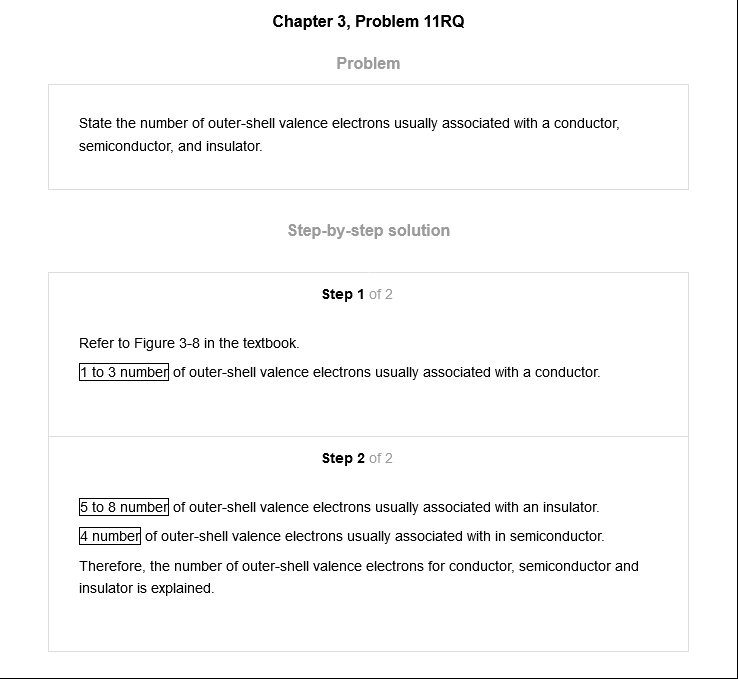 Chapter 3, Problem 11RQ
Problem
State the number of outer-shell valence electrons usually associated with a conductor,
semiconductor, and insulator.
Step-by-step solution
Step 1 of 2
Refer to Figure 3-8 in the textbook.
1 to 3 number of outer-shell valence electrons usually associated with a conductor.
Step 2 of 2
5 to 8 number of outer-shell valence electrons usually associated with an insulator.
4 number of outer-shell valence electrons usually associated with in semiconductor.
Therefore, the number of outer-shell valence electrons for conductor, semiconductor and
insulator is explained.